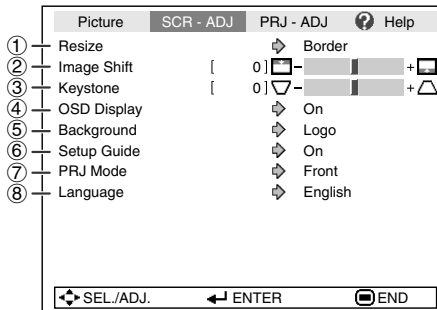 Picture SCR - ADJ PRJ - ADJ ? Help
① Resize Border
② Image Shift [ 0 ] − +
③ Keystone [ 0 ] − +
④ OSD Display On
⑤ Background Logo
⑥ Setup Guide On
⑦ PRJ Mode Front
⑧ Language English
SEL./ADJ. ENTER END